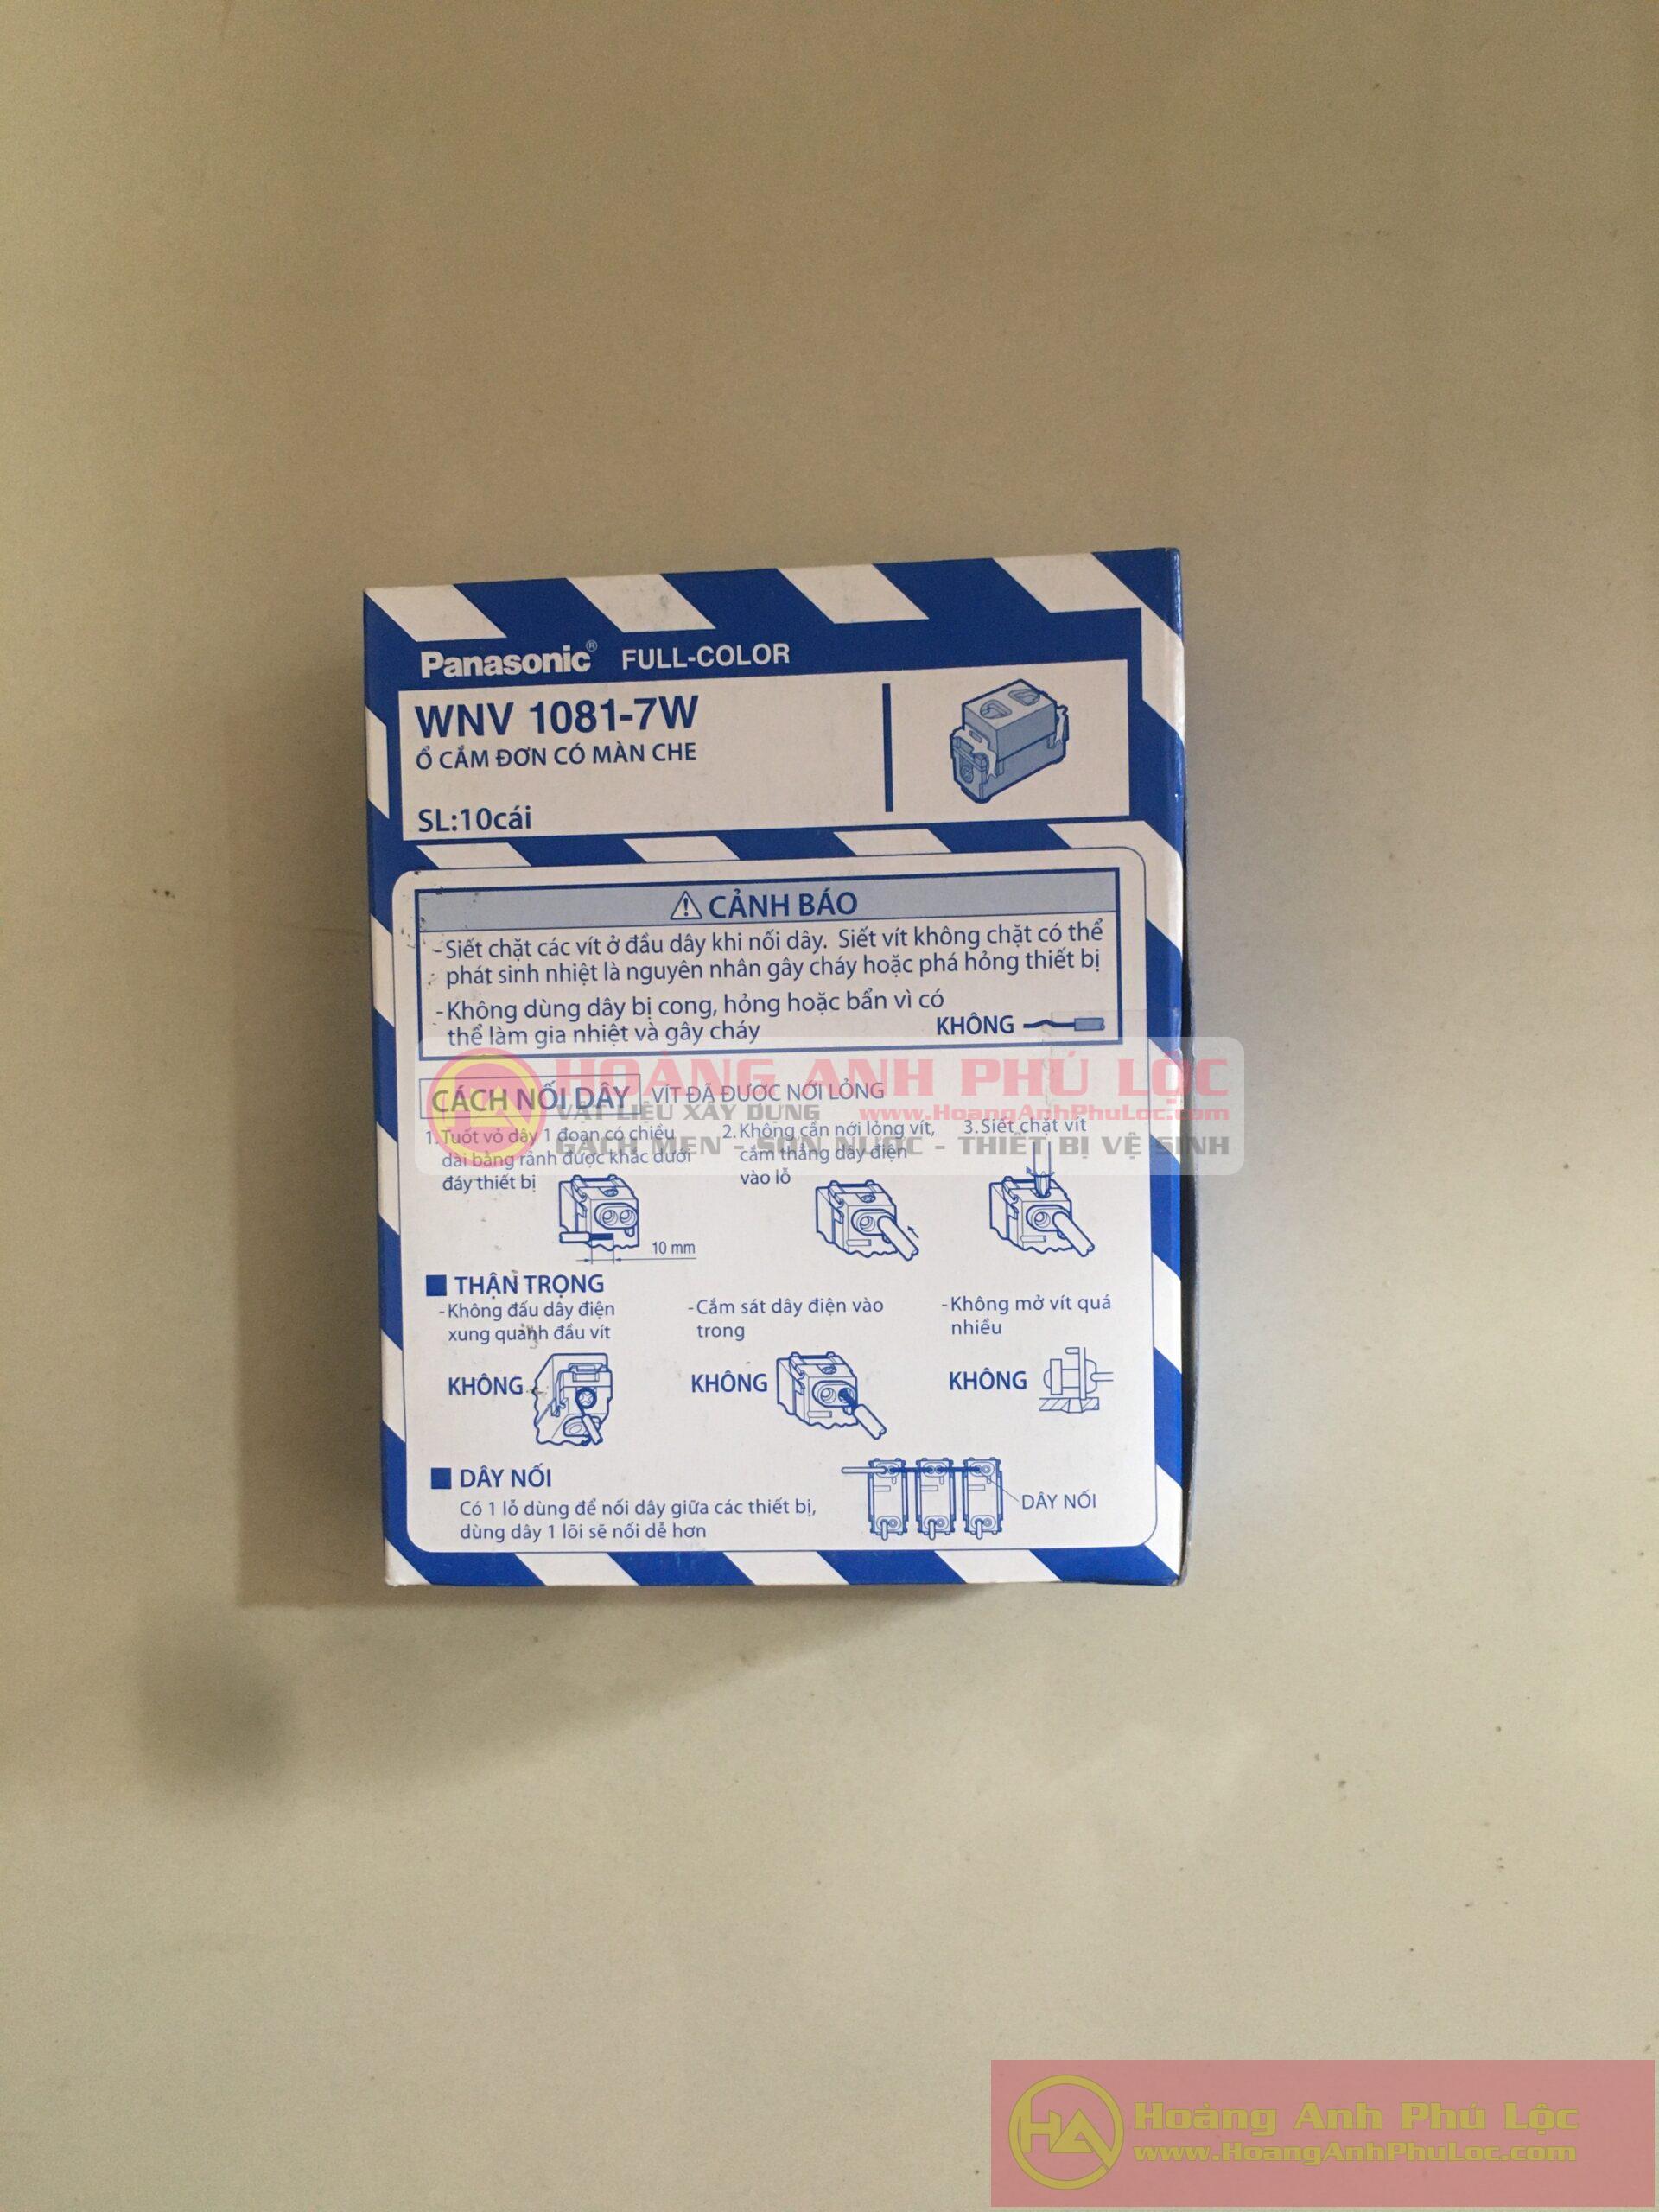 Panasonic® FULL-COLOR
WNV 1081-7W
Ổ CẮM ĐƠN CÓ MÀN CHE
SL:10cái
CẢNH BÁO
-Siết chặt các vít ở đầu dây khi nối dây. Siết vít không chặt có thể
phát sinh nhiệt là nguyên nhân gây cháy hoặc phá hỏng thiết bị
-Không dùng dây bị cong, hỏng hoặc bẩn vì có
thể làm gia nhiệt và gây cháy
KHÔNG
HOÀNG ANH PHÚ LỘC
CÁCH NỐI DÂY VÍT ĐÃ ĐƯỢC NỚI LỎNG
VẬT LIỆU XÂY DỰNG www.HoangAnhPhuLoc.com
GẠCH MEN - SƠN NƯỚC - THIẾT BỊ VỆ SINH
1.Tuốt vỏ dây 1 đoạn có chiều
dài bằng rãnh được khắc dưới
đáy thiết bị
2.Không cần nới lỏng vít,
cắm thẳng dây điện
vào lỗ
3.Siết chặt vít
10 mm
THẬN TRỌNG
-Không đấu dây điện
xung quanh đầu vít
KHÔNG
-Cắm sát dây điện vào
trong
KHÔNG
-Không mở vít quá
nhiều
KHÔNG
DÂY NỐI
Có 1 lỗ dùng để nối dây giữa các thiết bị,
dùng dây 1 lõi sẽ nối dễ hơn
DÂY NỐI
Hoàng Anh Phú Lộc
www.HoangAnhPhuLoc.com